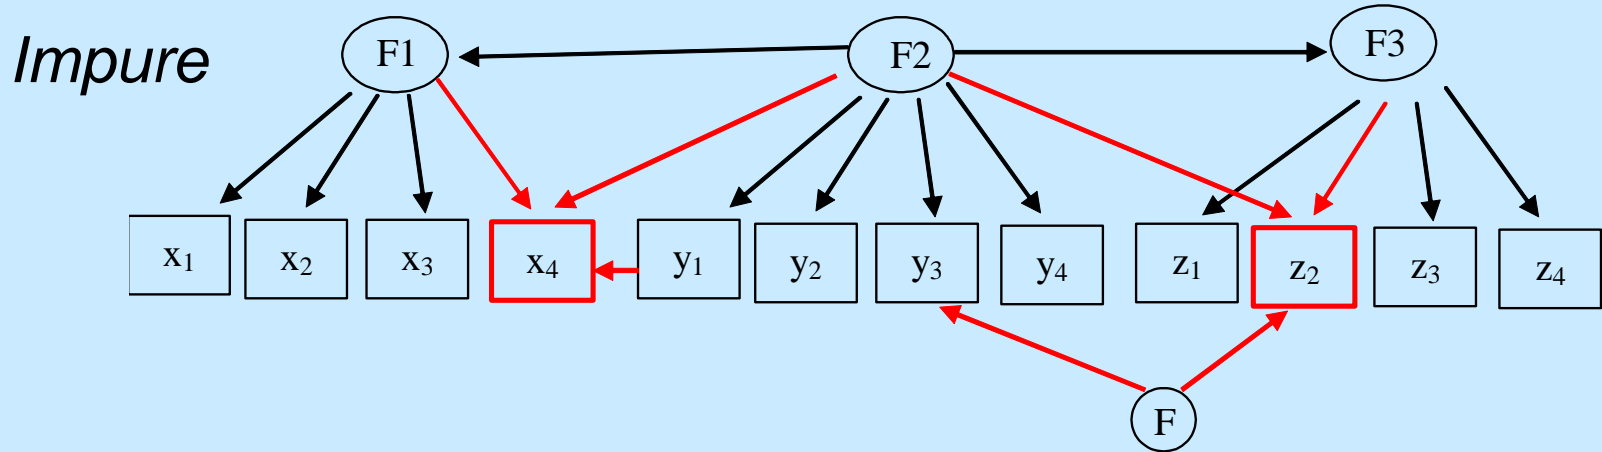 Impure
F1 F2 F3
x₁ x₂ x₃ x₄ y₁ y₂ y₃ y₄ z₁ z₂ z₃ z₄
F